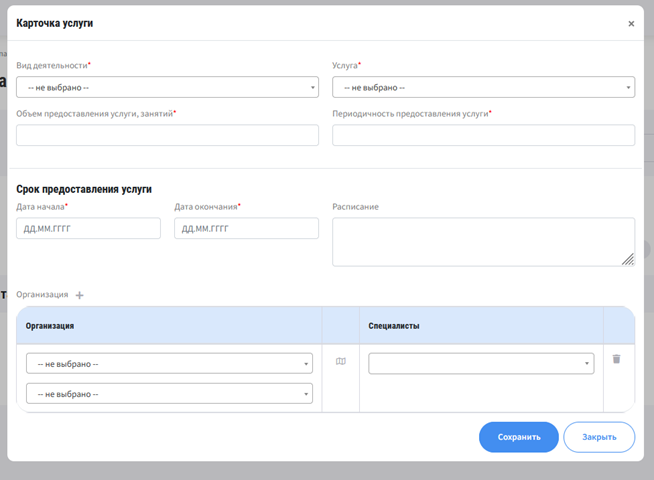 Карточка услуги ×
Вид деятельности* Услуга*
-- не выбрано -- -- не выбрано --
Объем предоставления услуги, занятий* Периодичность предоставления услуги*
Срок предоставления услуги
Дата начала* Дата окончания* Расписание
ДД.ММ.ГГГГ ДД.ММ.ГГГГ
Организация +
Организация Специалисты
-- не выбрано --
-- не выбрано --
Сохранить Закрыть